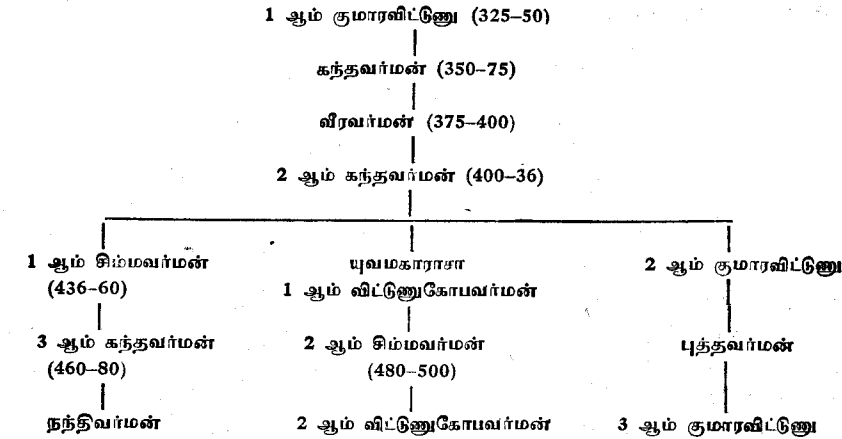 1 ஆம் குமாரவிட்டுணு (325–50)
கந்தவர்மன் (350–75)
வீரவர்மன் (375–400)
2 ஆம் கந்தவர்மன் (400–36)
1 ஆம் சிம்மவர்மன்
(436–60)
யுவமகாராசா
1 ஆம் விட்டுணுகோபவர்மன்
2 ஆம் குமாரவிட்டுணு
3 ஆம் கந்தவர்மன்
(460–80)
2 ஆம் சிம்மவர்மன்
(480–500)
புத்தவர்மன்
நந்திவர்மன்
2 ஆம் விட்டுணுகோபவர்மன்
3 ஆம் குமாரவிட்டுணு